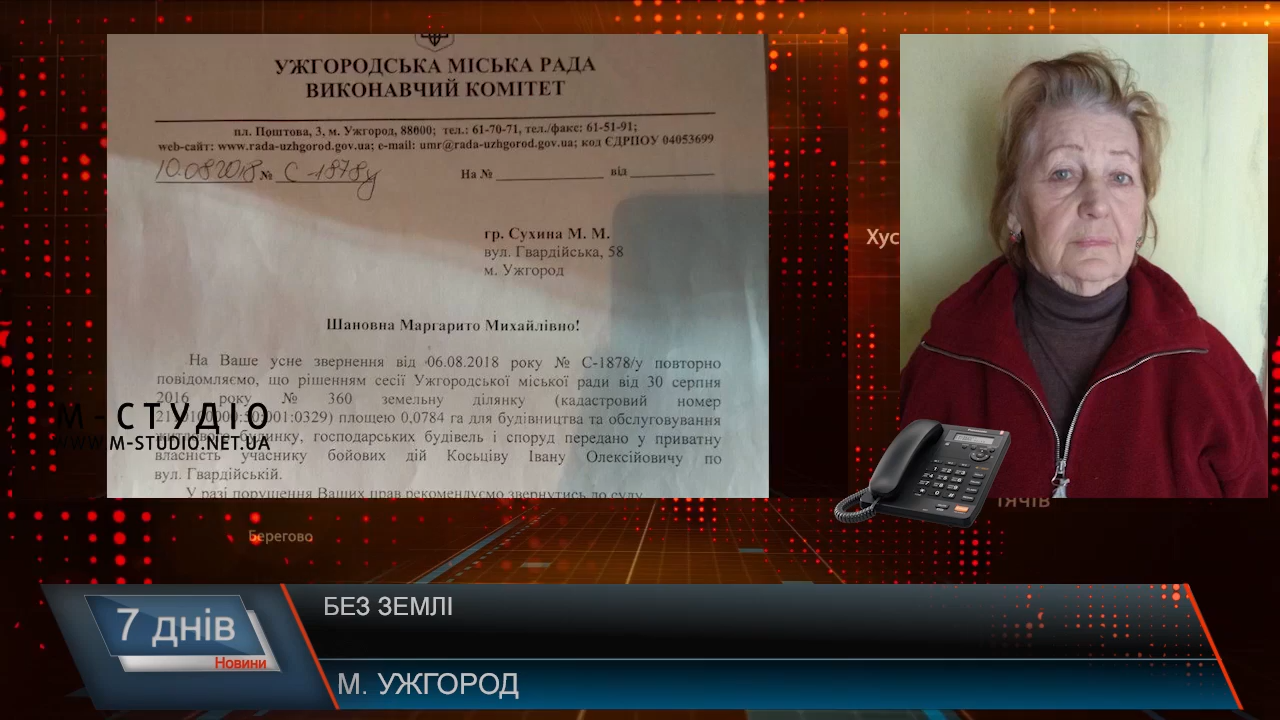 УЖГОРОДСЬКА МІСЬКА РАДА
ВИКОНАВЧИЙ КОМІТЕТ
пл. Поштова, 3, м. Ужгород, 88000; тел.: 61-70-71, тел./факс: 61-51-91;
web-сайт: www.rada-uzhgorod.gov.ua; e-mail: umr@rada-uzhgorod.gov.ua; код ЄДРПОУ 04053699
10.08.2018 № С-1878/у На № від
гр. Сухина М. М.
вул. Гвардійська, 58
м. Ужгород
Шановна Маргарито Михайлівно!
На Ваше усне звернення від 06.08.2018 року № С-1878/у повторно
повідомляємо, що рішенням сесії Ужгородської міської ради від 30 серпня
2016 року № 360 земельну ділянку (кадастровий номер
001:0329) площею 0,0784 га для будівництва та обслуговування
будинку, господарських будівель і споруд передано у приватну
власність учаснику бойових дій Косьціву Івану Олексійовичу по
вул. Гвардійській.
У разі порушення Ваших прав рекомендуємо звернутись до суду
М-СТУДІО
WWW.M-STUDIO.NET.UA
Хус
ТЯЧІВ
Берегово
7 днів
Новини
БЕЗ ЗЕМЛІ
М. УЖГОРОД